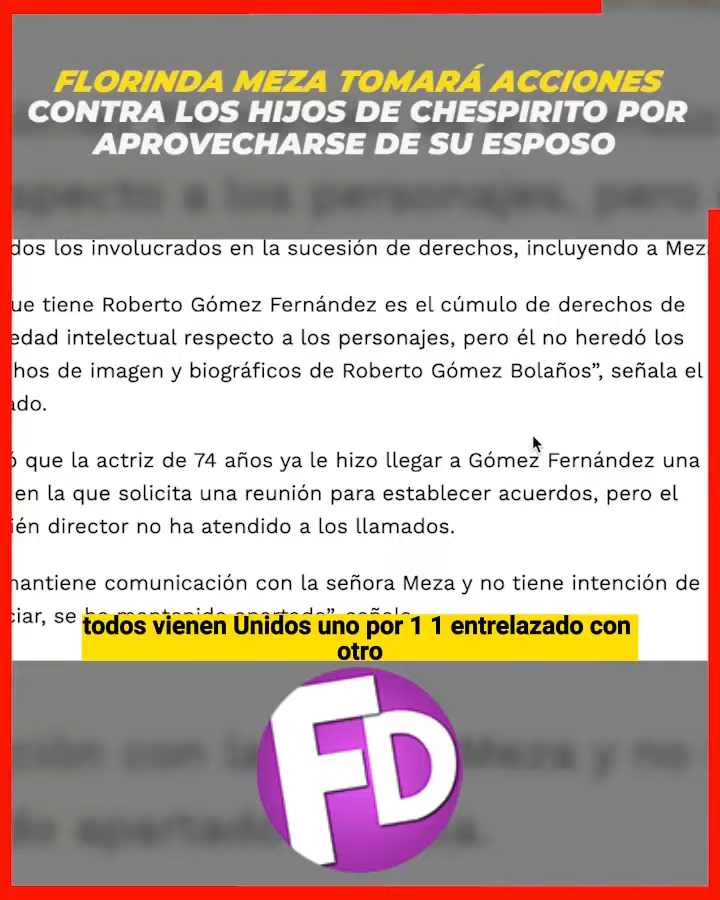 FLORINDA MEZA TOMARÁ ACCIONES
CONTRA LOS HIJOS DE CHESPIRITO POR
APROVECHARSE DE SU ESPOSO
dos los involucrados en la sucesión de derechos, incluyendo a Mez
ue tiene Roberto Gómez Fernández es el cúmulo de derechos de
edad intelectual respecto a los personajes, pero él no heredó los
hos de imagen y biográficos de Roberto Gómez Bolaños”, señala el
ado.
ó que la actriz de 74 años ya le hizo llegar a Gómez Fernández una
en la que solicita una reunión para establecer acuerdos, pero el
ién director no ha atendido a los llamados.
mantiene comunicación con la señora Meza y no tiene intención de
ciar, se ha mantenido apartado”, señala
todos vienen Unidos uno por 1 1 entrelazado con
otro
FD